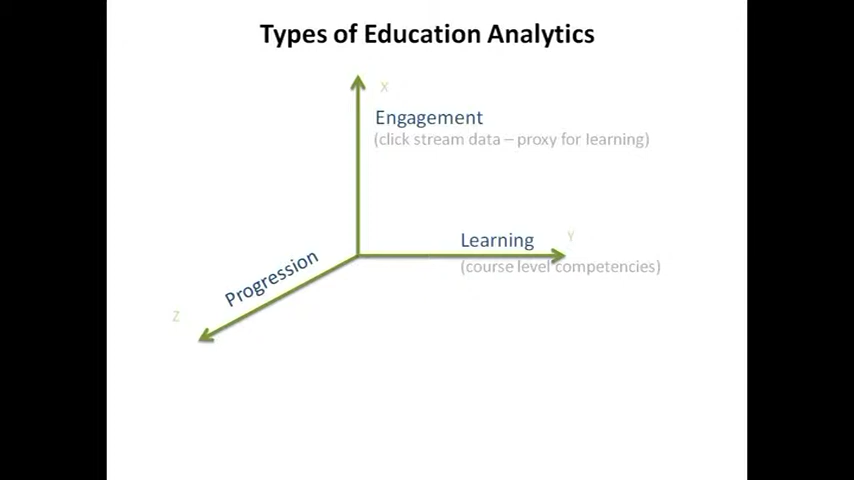 Types of Education Analytics
X
Engagement
(click stream data – proxy for learning)
Learning
Y
(course level competencies)
Progression
Z